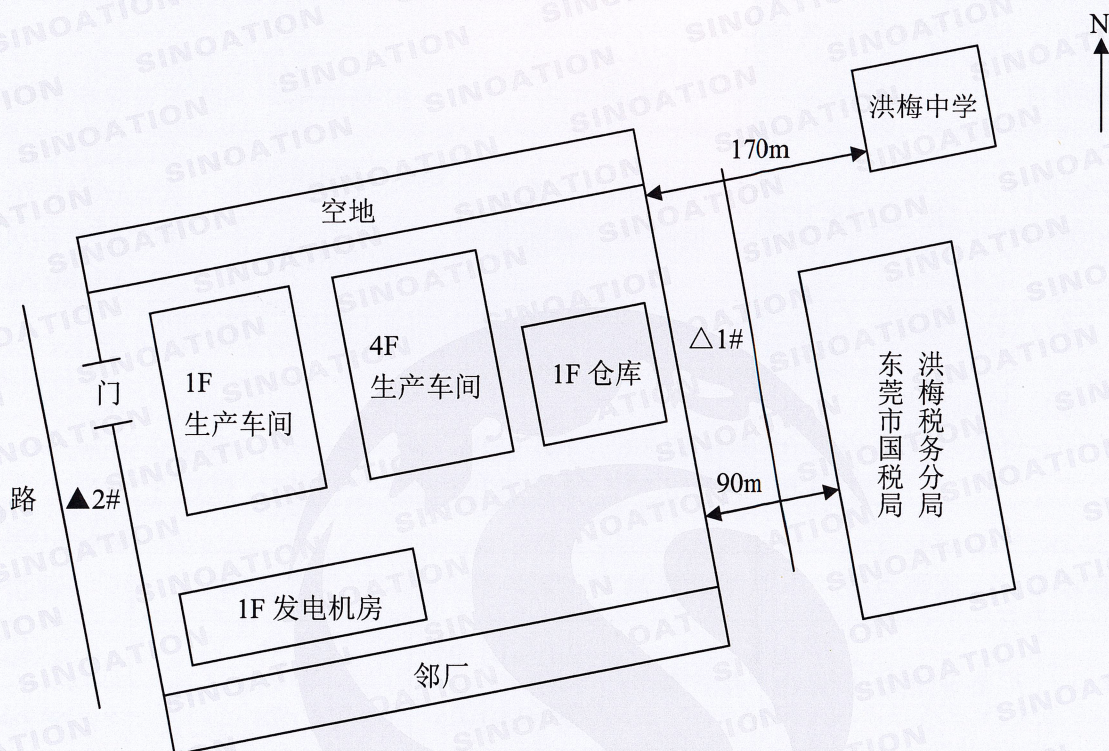 N
洪梅中学
170m
空地
△1#
4F
生产车间
1F
生产车间
1F 仓库
门
洪梅税务分局
东莞市国税局
90m
路
▲2#
1F 发电机房
邻厂
SINOATION